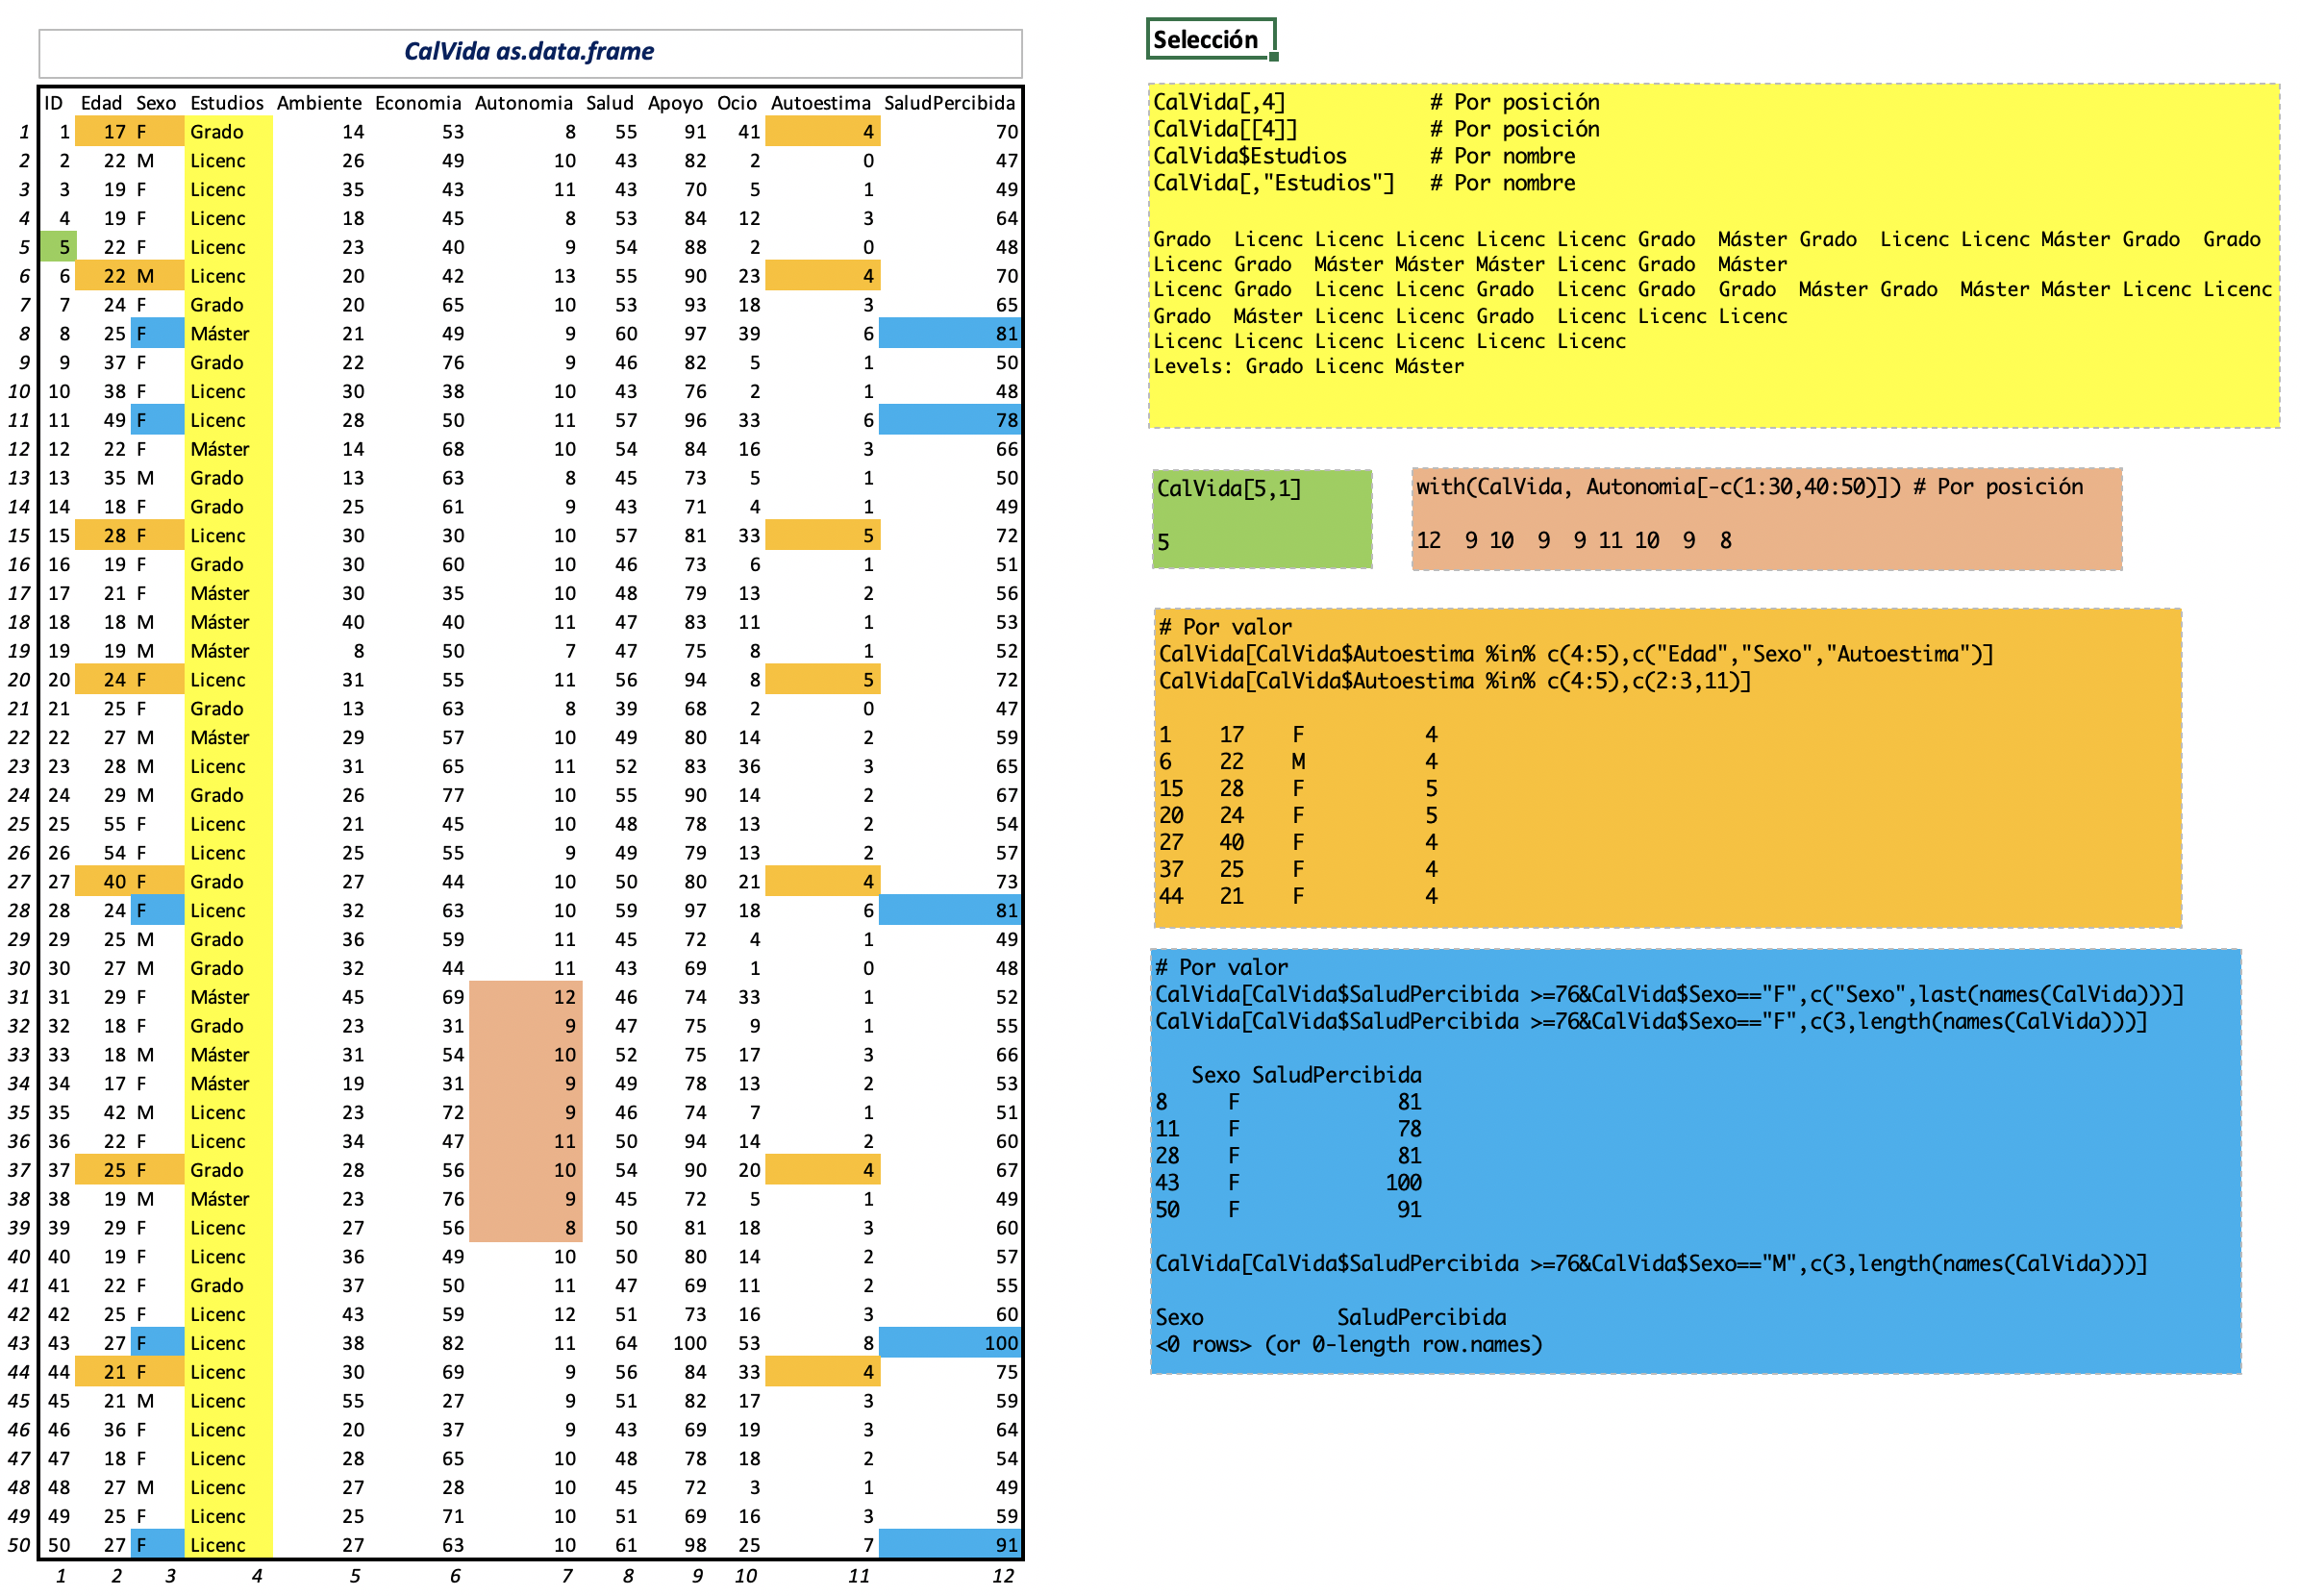 CalVida as.data.frame
ID Edad Sexo Estudios Ambiente Economia Autonomia Salud Apoyo Ocio Autoestima SaludPercibida
1 1 17 F Grado 14 53 8 55 91 41 4 70
2 2 22 M Licenc 26 49 10 43 82 2 0 47
3 3 19 F Licenc 35 43 11 43 70 5 1 49
4 4 19 F Licenc 18 45 8 53 84 12 3 64
5 5 22 F Licenc 23 40 9 54 88 2 0 48
6 6 22 M Licenc 20 42 13 55 90 23 4 70
7 7 24 F Grado 20 65 10 53 93 18 3 65
8 8 25 F Máster 21 49 9 60 97 39 6 81
9 9 37 F Grado 22 76 9 46 82 5 1 50
10 10 38 F Licenc 30 38 10 43 76 2 1 48
11 11 49 F Licenc 28 50 11 57 96 33 6 78
12 12 22 F Máster 14 68 10 54 84 16 3 66
13 13 35 M Grado 13 63 8 45 73 5 1 50
14 14 18 F Grado 25 61 9 43 71 4 1 49
15 15 28 F Licenc 30 30 10 57 81 33 5 72
16 16 19 F Grado 30 60 10 46 73 6 1 51
17 17 21 F Máster 30 35 10 48 79 13 2 56
18 18 18 M Máster 40 40 11 47 83 11 1 53
19 19 19 M Máster 8 50 7 47 75 8 1 52
20 20 24 F Licenc 31 55 11 56 94 8 5 72
21 21 25 F Grado 13 63 8 39 68 2 0 47
22 22 27 M Máster 29 57 10 49 80 14 2 59
23 23 28 M Licenc 31 65 11 52 83 36 3 65
24 24 29 M Grado 26 77 10 55 90 14 2 67
25 25 55 F Licenc 21 45 10 48 78 13 2 54
26 26 54 F Licenc 25 55 9 49 79 13 2 57
27 27 40 F Grado 27 44 10 50 80 21 4 73
28 28 24 F Licenc 32 63 10 59 97 18 6 81
29 29 25 M Grado 36 59 11 45 72 4 1 49
30 30 27 M Grado 32 44 11 43 69 1 0 48
31 31 29 F Máster 45 69 12 46 74 33 1 52
32 32 18 F Grado 23 31 9 47 75 9 1 55
33 33 18 M Máster 31 54 10 52 75 17 3 66
34 34 17 F Máster 19 31 9 49 78 13 2 53
35 35 42 M Licenc 23 72 9 46 74 7 1 51
36 36 22 F Licenc 34 47 11 50 94 14 2 60
37 37 25 F Grado 28 56 10 54 90 20 4 67
38 38 19 M Máster 23 76 9 45 72 5 1 49
39 39 29 F Licenc 27 56 8 50 81 18 3 60
40 40 19 F Licenc 36 49 10 50 80 14 2 57
41 41 22 F Grado 37 50 11 47 69 11 2 55
42 42 25 F Licenc 43 59 12 51 73 16 3 60
43 43 27 F Licenc 38 82 11 64 100 53 8 100
44 44 21 F Licenc 30 69 9 56 84 33 4 75
45 45 21 M Licenc 55 27 9 51 82 17 3 59
46 46 36 F Licenc 20 37 9 43 69 19 3 64
47 47 18 F Licenc 28 65 10 48 78 18 2 54
48 48 27 M Licenc 27 28 10 45 72 3 1 49
49 49 25 F Licenc 25 71 10 51 69 16 3 59
50 50 27 F Licenc 27 63 10 61 98 25 7 91
1 2 3 4 5 6 7 8 9 10 11 12
Selección
CalVida[,4] # Por posición
CalVida[[4]] # Por posición
CalVida$Estudios # Por nombre
CalVida[,"Estudios"] # Por nombre
Grado Licenc Licenc Licenc Licenc Licenc Grado Máster Grado Licenc Licenc Máster Grado Grado
Licenc Grado Máster Máster Máster Licenc Grado Máster
Licenc Grado Licenc Licenc Grado Licenc Grado Grado Máster Grado Máster Máster Licenc Licenc
Grado Máster Licenc Licenc Grado Licenc Licenc Licenc
Licenc Licenc Licenc Licenc Licenc Licenc
Levels: Grado Licenc Máster
CalVida[5,1]
5
with(CalVida, Autonomia[-c(1:30,40:50)]) # Por posición
12 9 10 9 9 11 10 9 8
# Por valor
CalVida[CalVida$Autoestima %in% c(4:5),c("Edad","Sexo","Autoestima")]
CalVida[CalVida$Autoestima %in% c(4:5),c(2:3,11)]
1 17 F 4
6 22 M 4
15 28 F 5
20 24 F 5
27 40 F 4
37 25 F 4
44 21 F 4
# Por valor
CalVida[CalVida$SaludPercibida >=76&CalVida$Sexo=="F",c("Sexo",last(names(CalVida)))]
CalVida[CalVida$SaludPercibida >=76&CalVida$Sexo=="F",c(3,length(names(CalVida)))]
Sexo SaludPercibida
8 F 81
11 F 78
28 F 81
43 F 100
50 F 91
CalVida[CalVida$SaludPercibida >=76&CalVida$Sexo=="M",c(3,length(names(CalVida)))]
Sexo SaludPercibida
<0 rows> (or 0-length row.names)